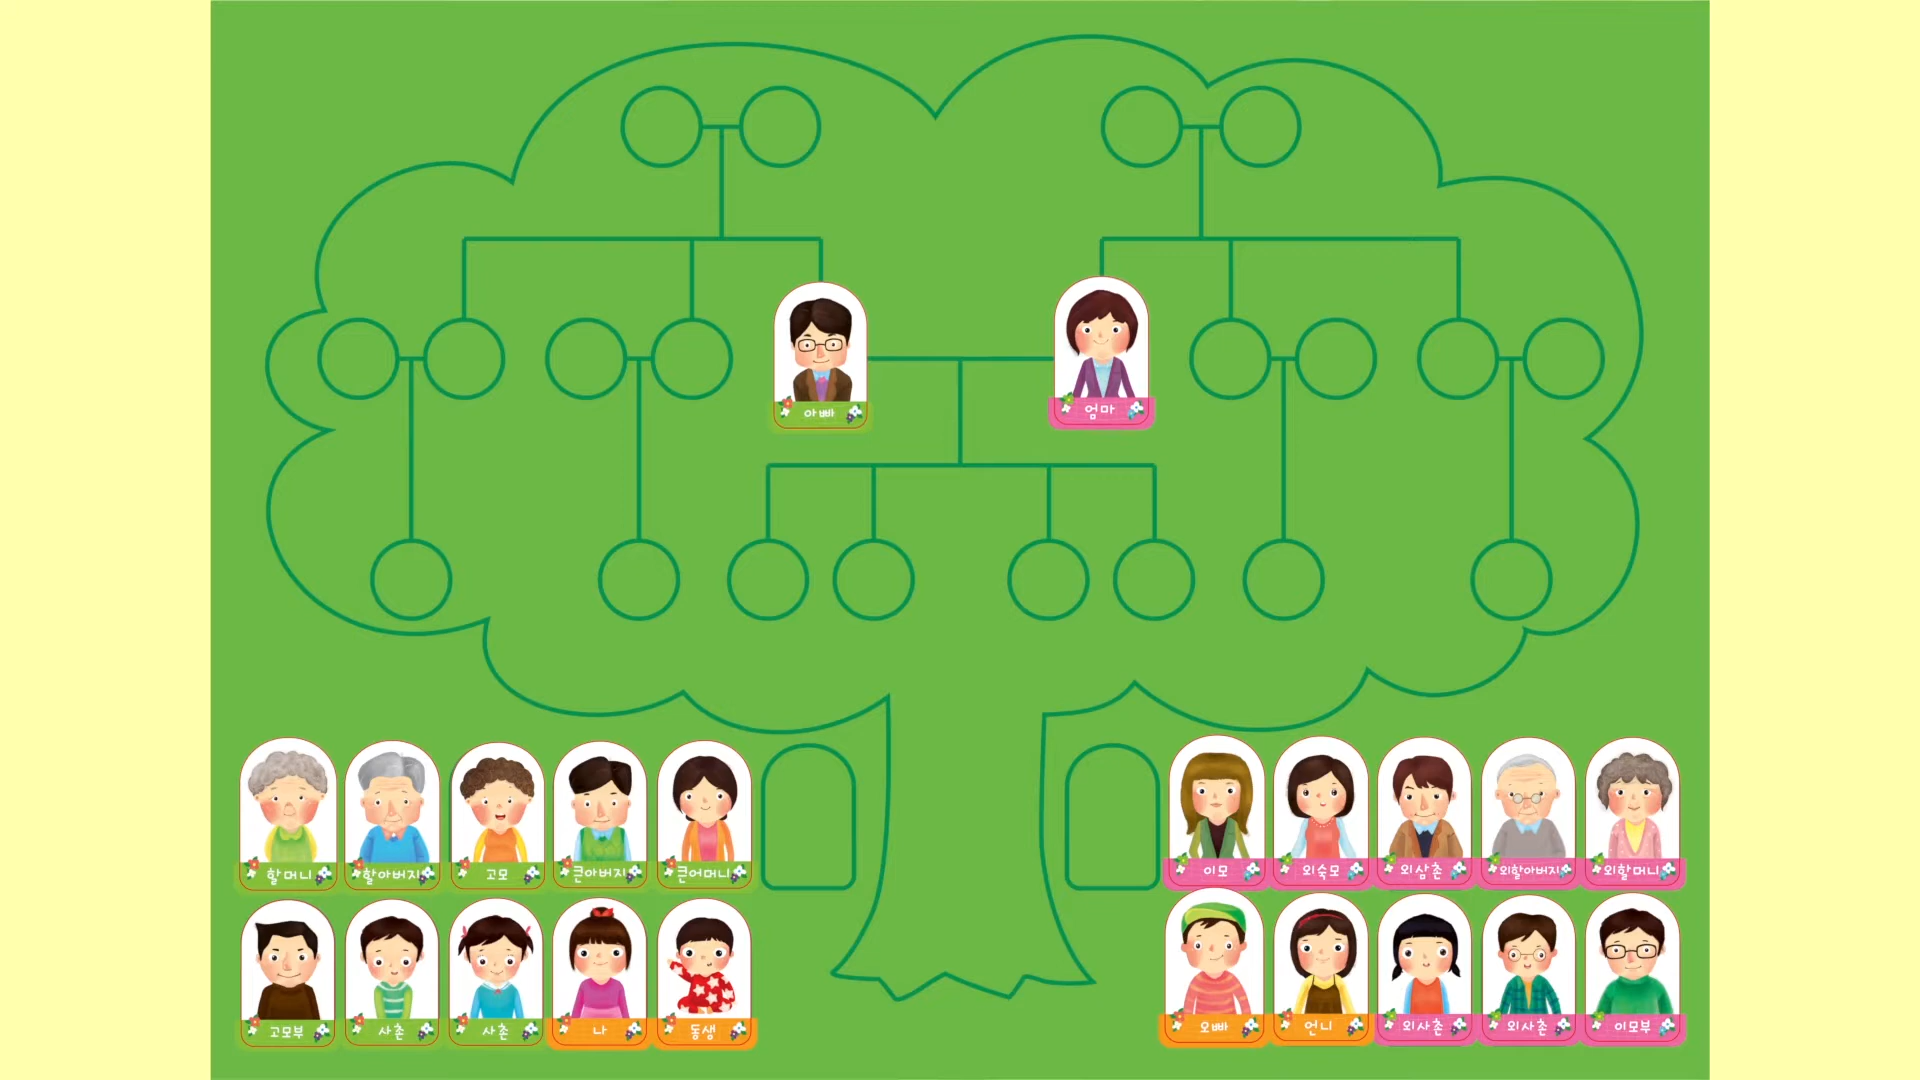 아빠
엄마
할머니
할아버지
고모
큰아버지
큰어머니
이모
외숙모
외삼촌
외할아버지
외할머니
고모부
사촌
사촌
나
동생
오빠
언니
외사촌
외사촌
이모부